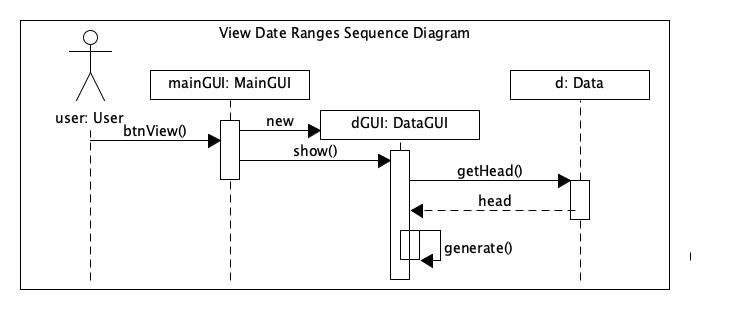 View Date Ranges Sequence Diagram
mainGUI: MainGUI
d: Data
user: User
new
dGUI: DataGUI
btnView()
show()
getHead()
head
generate()